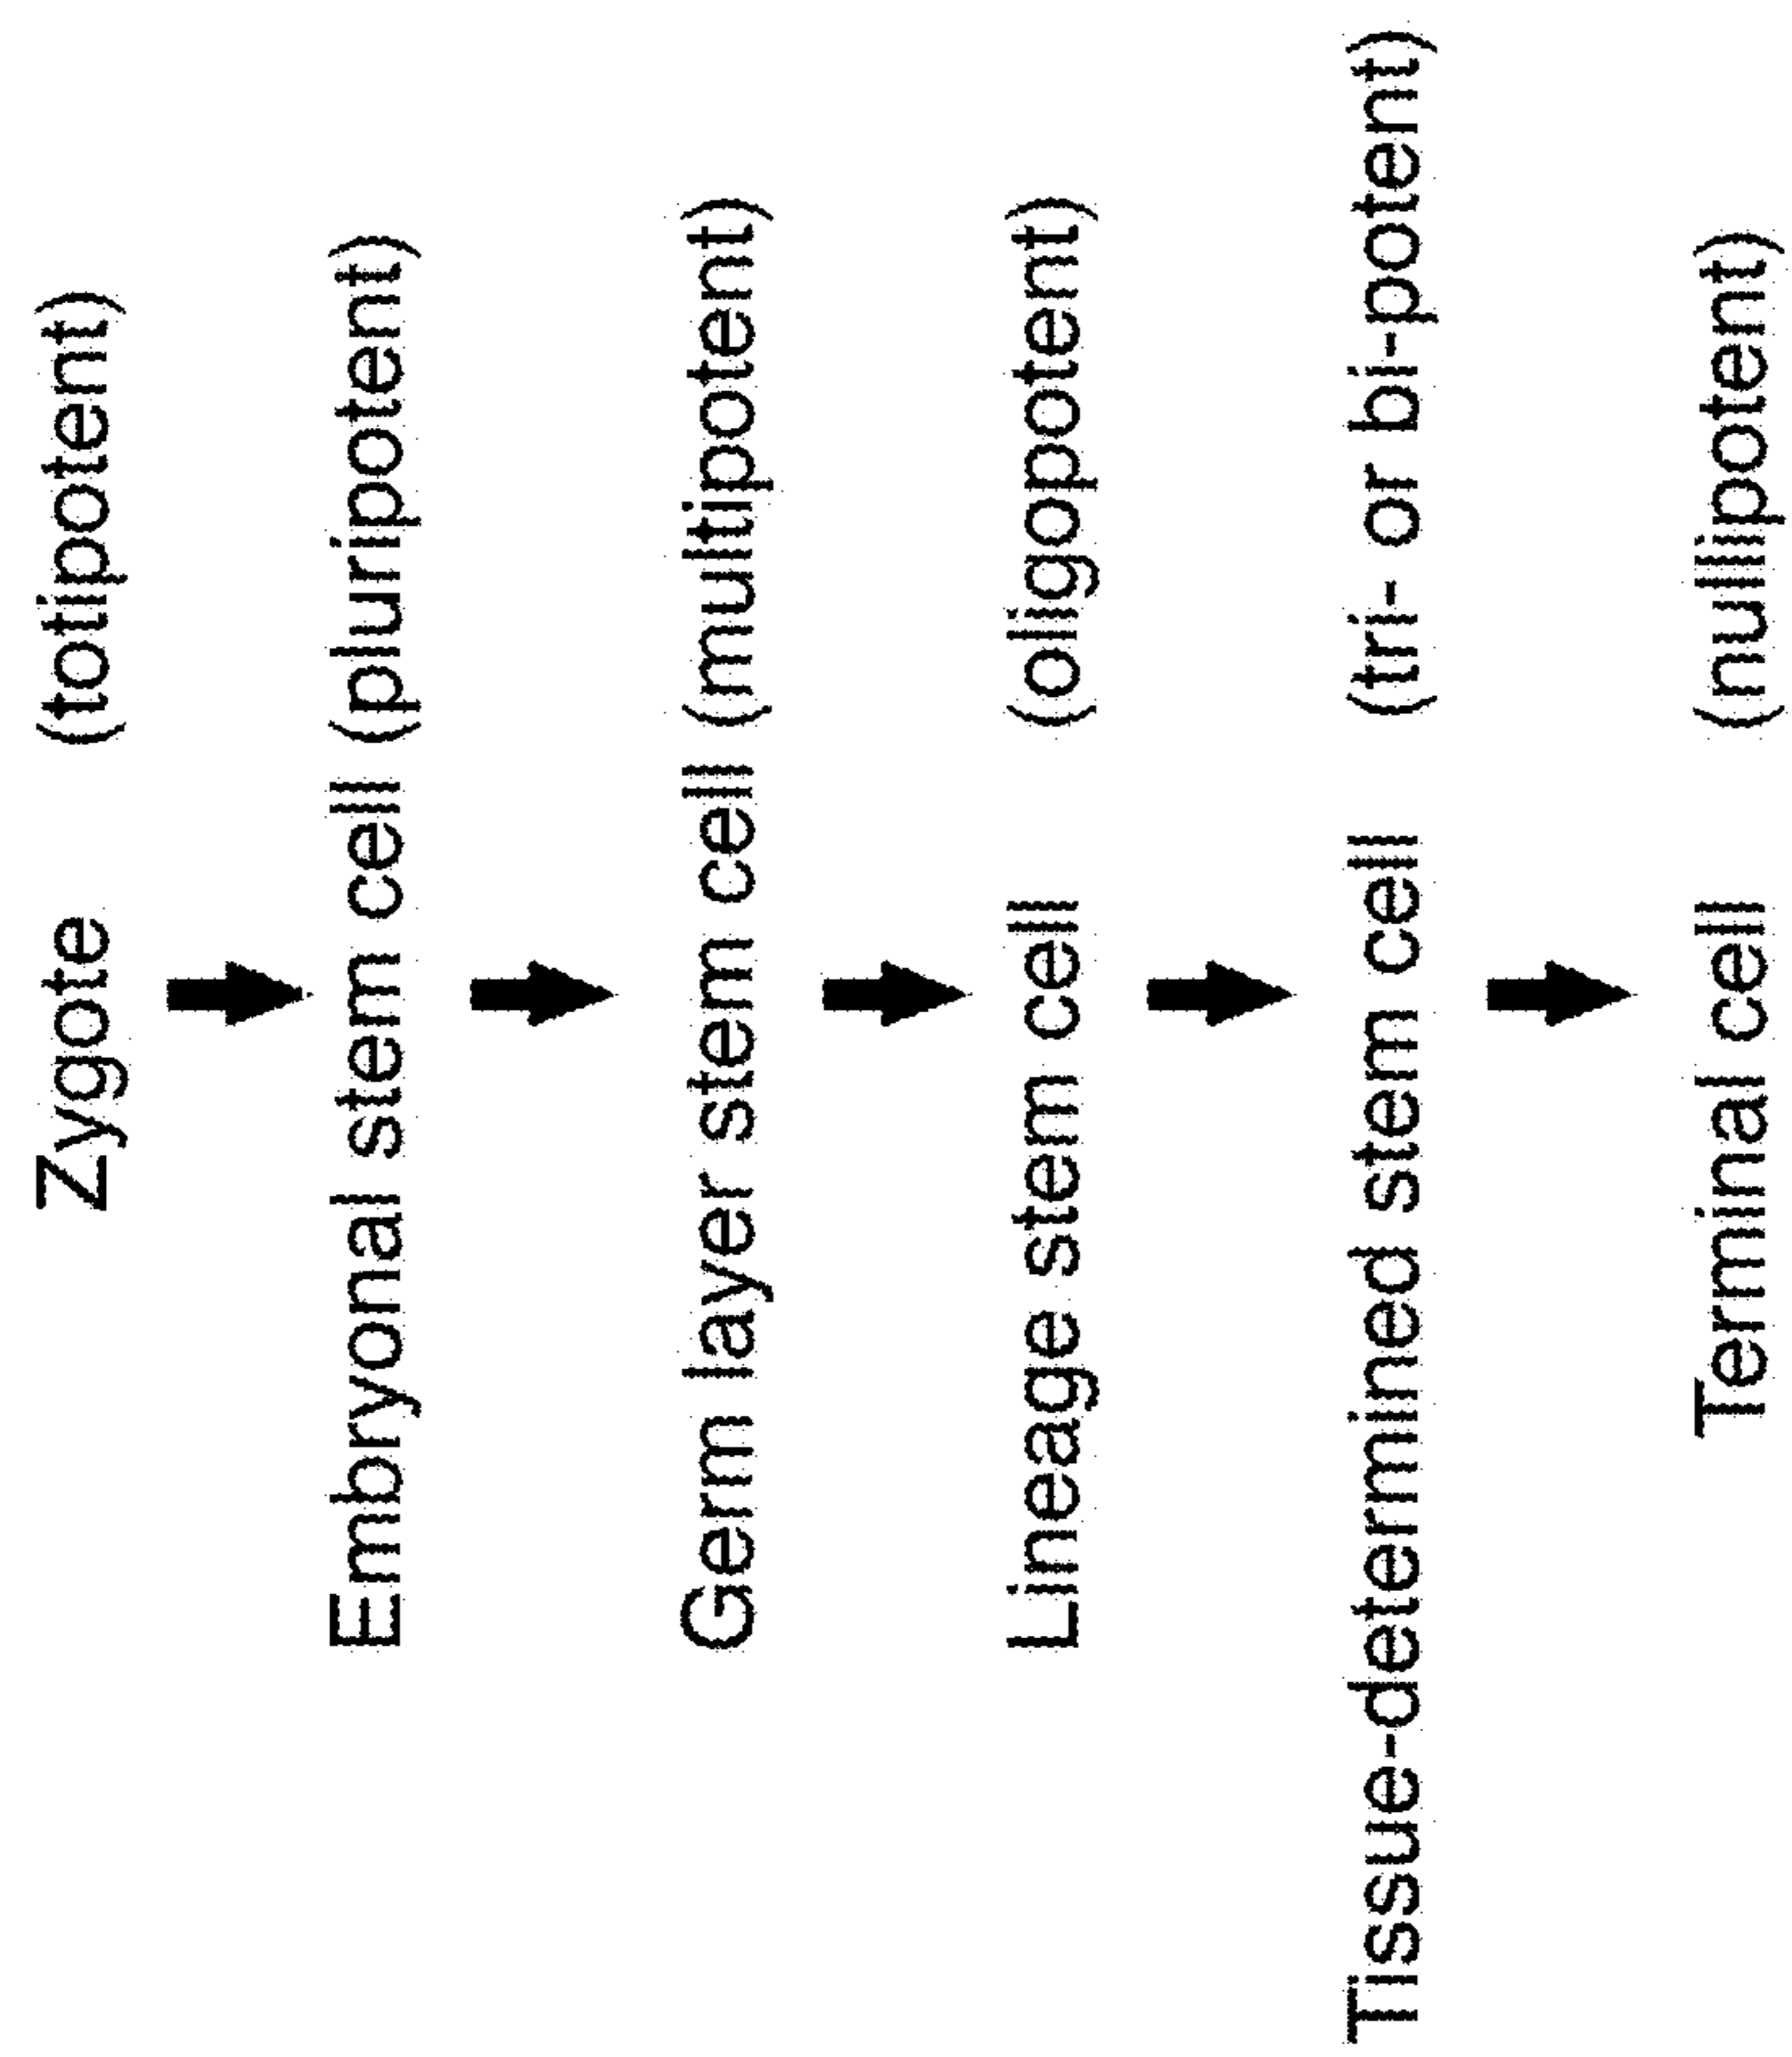 Zygote (totipotent)
Embryonal stem cell (pluripotent)
Germ layer stem cell (multipotent)
Lineage stem cell (oligopotent)
Tissue-determined stem cell (tri- or bi-potent)
Terminal cell (nullipotent)